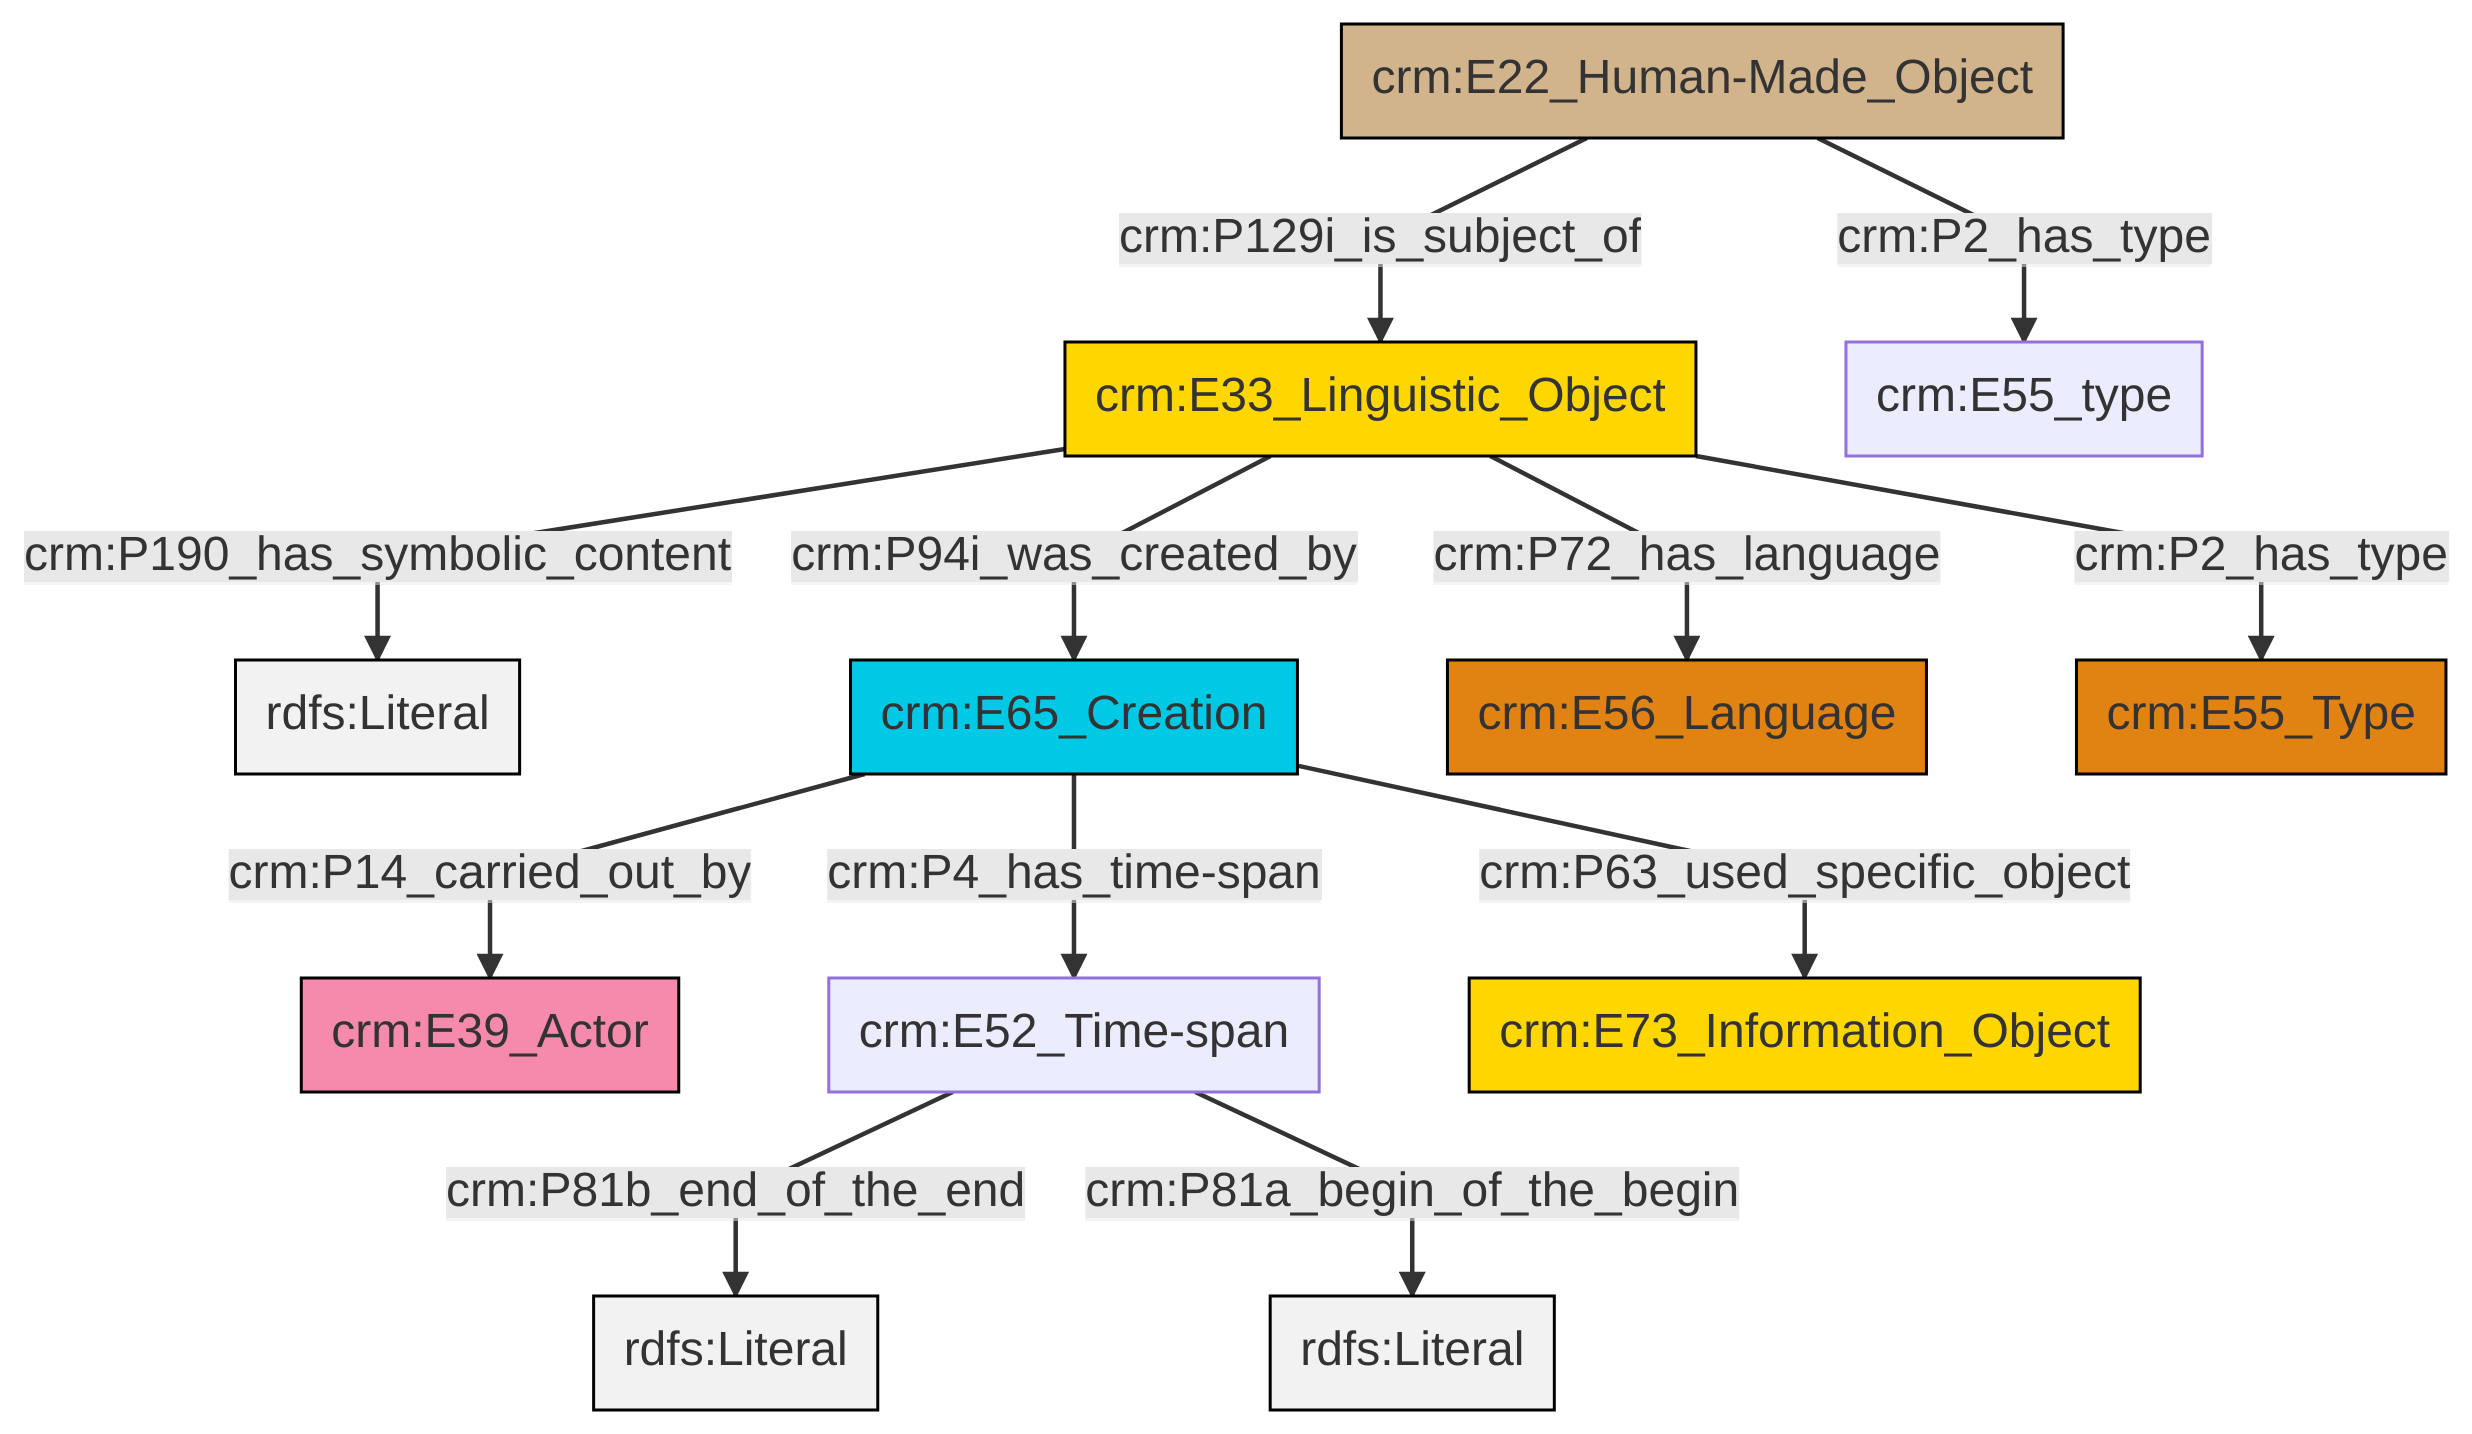 crm:E22_Human-Made_Object
crm:P129i_is_subject_of
crm:P2_has_type
crm:E33_Linguistic_Object
crm:E55_type
crm:P190_has_symbolic_content
crm:P94i_was_created_by
crm:P72_has_language
crm:P2_has_type
rdfs:Literal
crm:E65_Creation
crm:E56_Language
crm:E55_Type
crm:P14_carried_out_by
crm:P4_has_time-span
crm:P63_used_specific_object
crm:E39_Actor
crm:E52_Time-span
crm:E73_Information_Object
crm:P81b_end_of_the_end
crm:P81a_begin_of_the_begin
rdfs:Literal
rdfs:Literal